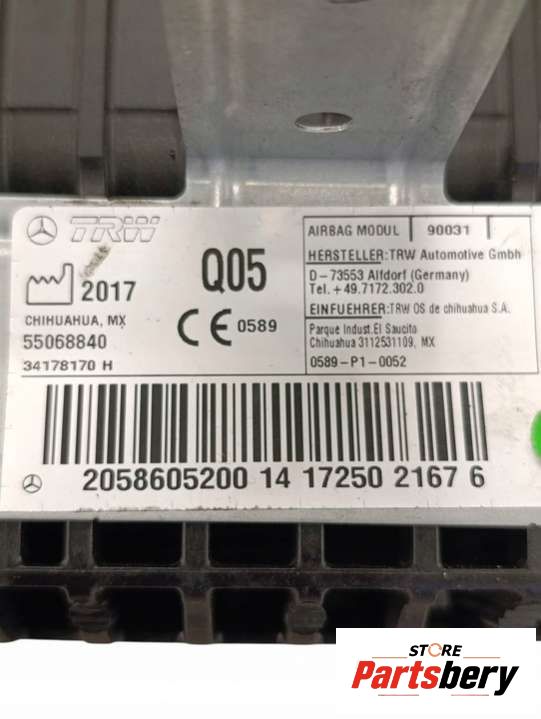 TRW
AIRBAG MODUL 90031
HERSTELLER:TRW Automotive Gmbh
D-73553 Alfdorf (Germany)
Tel.+49.7172.302.0
EINFUEHRER:TRW OS de chihuahua S.A.
Parque Indust.El Saucito
Chihuahua 3112531109, MX
0589-P1-0052
Q05
2017
CE 0589
CHIHUAHUA, MX
55068840
34178170 H
2058605200 14 17250 2167 6
STORE
Partsbery